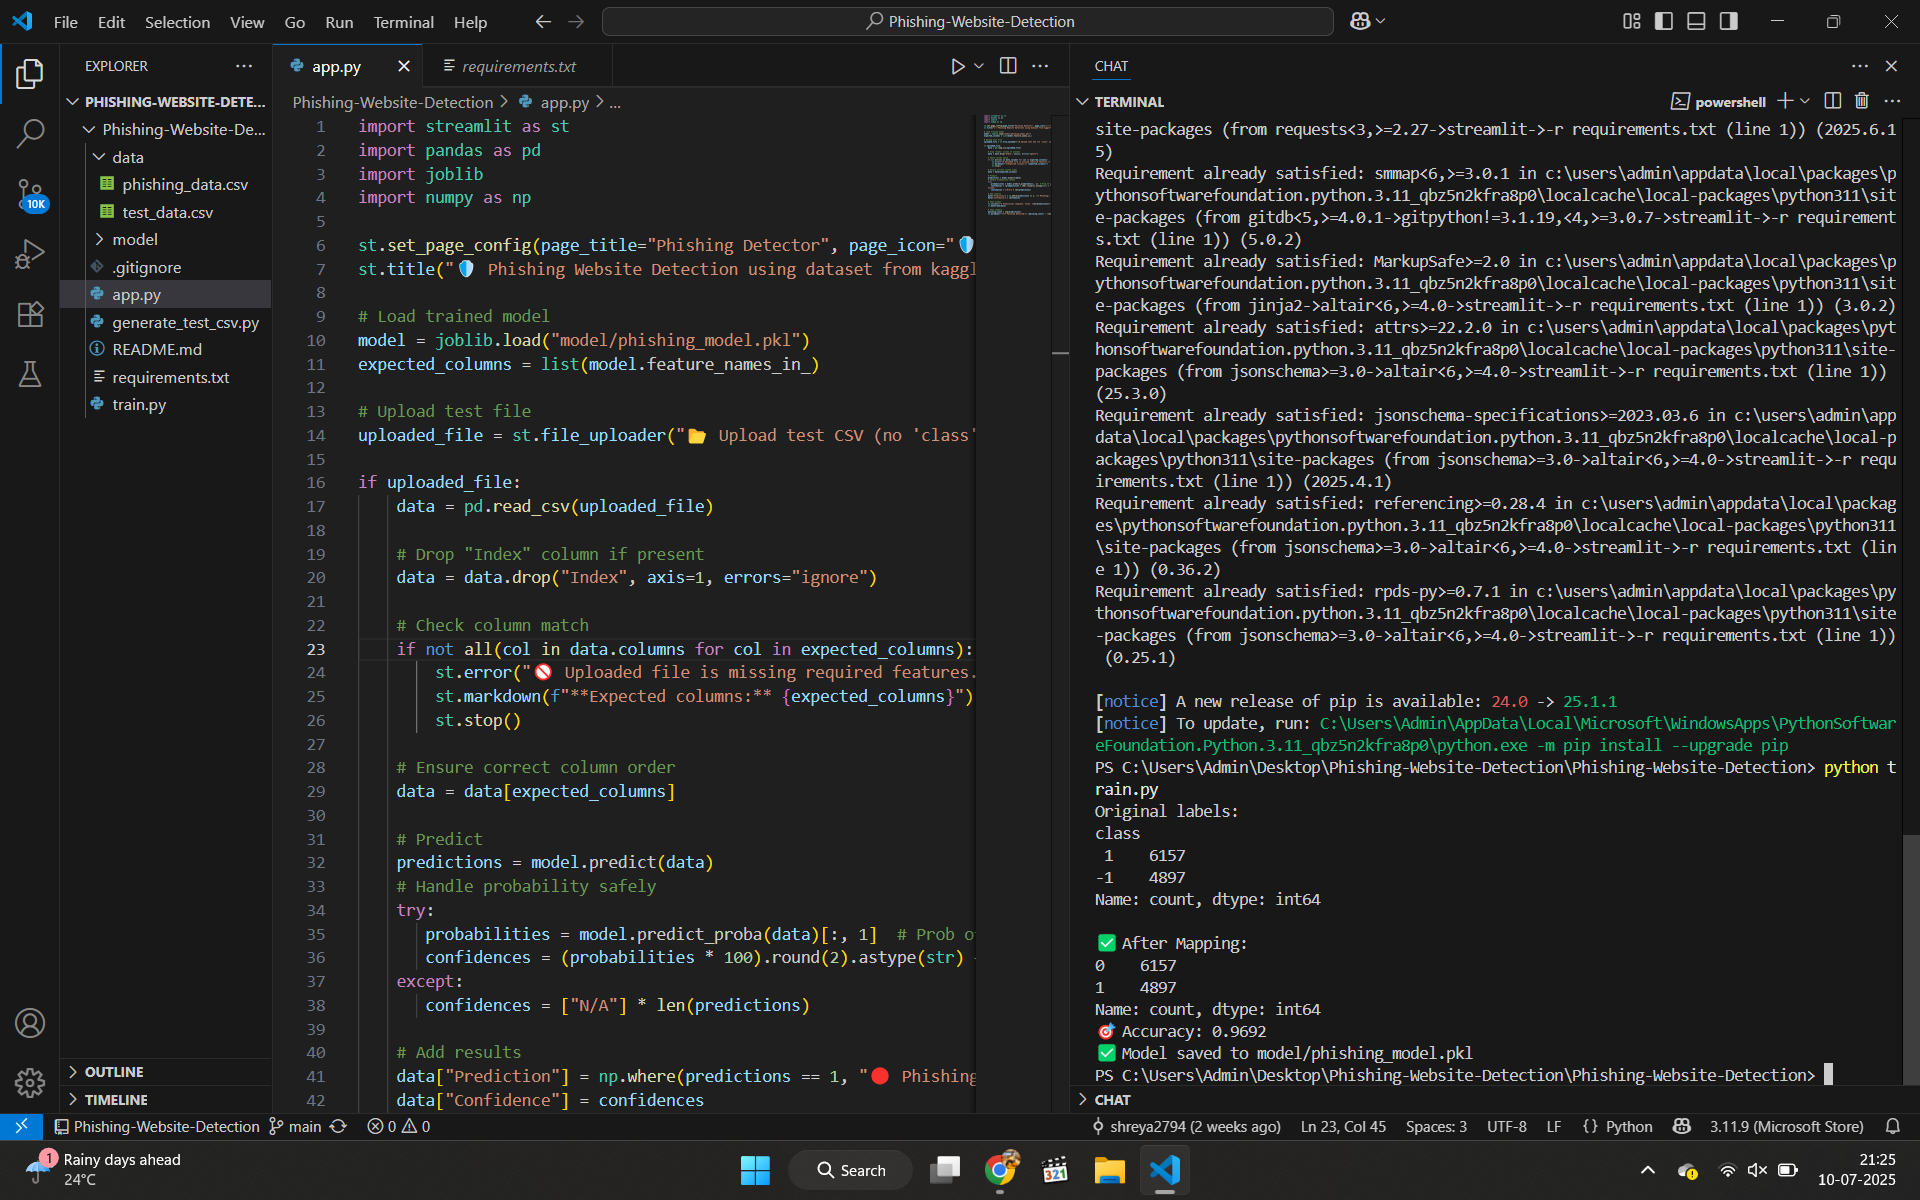 File Edit Selection View Go Run Terminal Help
Phishing-Website-Detection
EXPLORER
PHISHING-WEBSITE-DETE...
Phishing-Website-De...
data
phishing_data.csv
test_data.csv
model
.gitignore
app.py
generate_test_csv.py
README.md
requirements.txt
train.py
10K
OUTLINE
TIMELINE
app.py
requirements.txt
Phishing-Website-Detection > app.py > ...
1 import streamlit as st
2 import pandas as pd
3 import joblib
4 import numpy as np
5
6 st.set_page_config(page_title="Phishing Detector", page_icon="🛡️
7 st.title("🛡️ Phishing Website Detection using dataset from kaggl
8
9 # Load trained model
10 model = joblib.load("model/phishing_model.pkl")
11 expected_columns = list(model.feature_names_in_)
12
13 # Upload test file
14 uploaded_file = st.file_uploader("📂 Upload test CSV (no 'class'
15
16 if uploaded_file:
17 data = pd.read_csv(uploaded_file)
18
19 # Drop "Index" column if present
20 data = data.drop("Index", axis=1, errors="ignore")
21
22 # Check column match
23 if not all(col in data.columns for col in expected_columns):
24 st.error("🚫 Uploaded file is missing required features.
25 st.markdown(f"**Expected columns:** {expected_columns}")
26 st.stop()
27
28 # Ensure correct column order
29 data = data[expected_columns]
30
31 # Predict
32 predictions = model.predict(data)
33 # Handle probability safely
34 try:
35 probabilities = model.predict_proba(data)[:, 1] # Prob o
36 confidences = (probabilities * 100).round(2).astype(str)
37 except:
38 confidences = ["N/A"] * len(predictions)
39
40 # Add results
41 data["Prediction"] = np.where(predictions == 1, "🔴 Phishing
42 data["Confidence"] = confidences
CHAT
TERMINAL
powershell
site-packages (from requests<3,>=2.27->streamlit->-r requirements.txt (line 1)) (2025.6.1
5)
Requirement already satisfied: smmap<6,>=3.0.1 in c:\users\admin\appdata\local\packages\p
ythonsoftwarefoundation.python.3.11_qbz5n2kfra8p0\localcache\local-packages\python311\sit
e-packages (from gitdb<5,>=4.0.1->gitpython!=3.1.19,<4,>=3.0.7->streamlit->-r requirement
s.txt (line 1)) (5.0.2)
Requirement already satisfied: MarkupSafe>=2.0 in c:\users\admin\appdata\local\packages\p
ythonsoftwarefoundation.python.3.11_qbz5n2kfra8p0\localcache\local-packages\python311\sit
e-packages (from jinja2->altair<6,>=4.0->streamlit->-r requirements.txt (line 1)) (3.0.2)
Requirement already satisfied: attrs>=22.2.0 in c:\users\admin\appdata\local\packages\pyt
honsoftwarefoundation.python.3.11_qbz5n2kfra8p0\localcache\local-packages\python311\site-
packages (from jsonschema>=3.0->altair<6,>=4.0->streamlit->-r requirements.txt (line 1))
(25.3.0)
Requirement already satisfied: jsonschema-specifications>=2023.03.6 in c:\users\admin\app
data\local\packages\pythonsoftwarefoundation.python.3.11_qbz5n2kfra8p0\localcache\local-p
ackages\python311\site-packages (from jsonschema>=3.0->altair<6,>=4.0->streamlit->-r requ
irements.txt (line 1)) (2025.4.1)
Requirement already satisfied: referencing>=0.28.4 in c:\users\admin\appdata\local\packag
es\pythonsoftwarefoundation.python.3.11_qbz5n2kfra8p0\localcache\local-packages\python311
\site-packages (from jsonschema>=3.0->altair<6,>=4.0->streamlit->-r requirements.txt (lin
e 1)) (0.36.2)
Requirement already satisfied: rpds-py>=0.7.1 in c:\users\admin\appdata\local\packages\py
thonsoftwarefoundation.python.3.11_qbz5n2kfra8p0\localcache\local-packages\python311\site
-packages (from jsonschema>=3.0->altair<6,>=4.0->streamlit->-r requirements.txt (line 1))
(0.25.1)
[notice] A new release of pip is available: 24.0 -> 25.1.1
[notice] To update, run: C:\Users\Admin\AppData\Local\Microsoft\WindowsApps\PythonSoftwar
eFoundation.Python.3.11_qbz5n2kfra8p0\python.exe -m pip install --upgrade pip
PS C:\Users\Admin\Desktop\Phishing-Website-Detection\Phishing-Website-Detection> python t
rain.py
Original labels:
class
1 6157
-1 4897
Name: count, dtype: int64
✅ After Mapping:
0 6157
1 4897
Name: count, dtype: int64
🎯 Accuracy: 0.9692
✅ Model saved to model/phishing_model.pkl
PS C:\Users\Admin\Desktop\Phishing-Website-Detection\Phishing-Website-Detection>
CHAT
Phishing-Website-Detection main 0 0 shreya2794 (2 weeks ago) Ln 23, Col 45 Spaces: 3 UTF-8 LF {} Python 3.11.9 (Microsoft Store)
1
Rainy days ahead
24°C
Search
321
21:25
10-07-2025